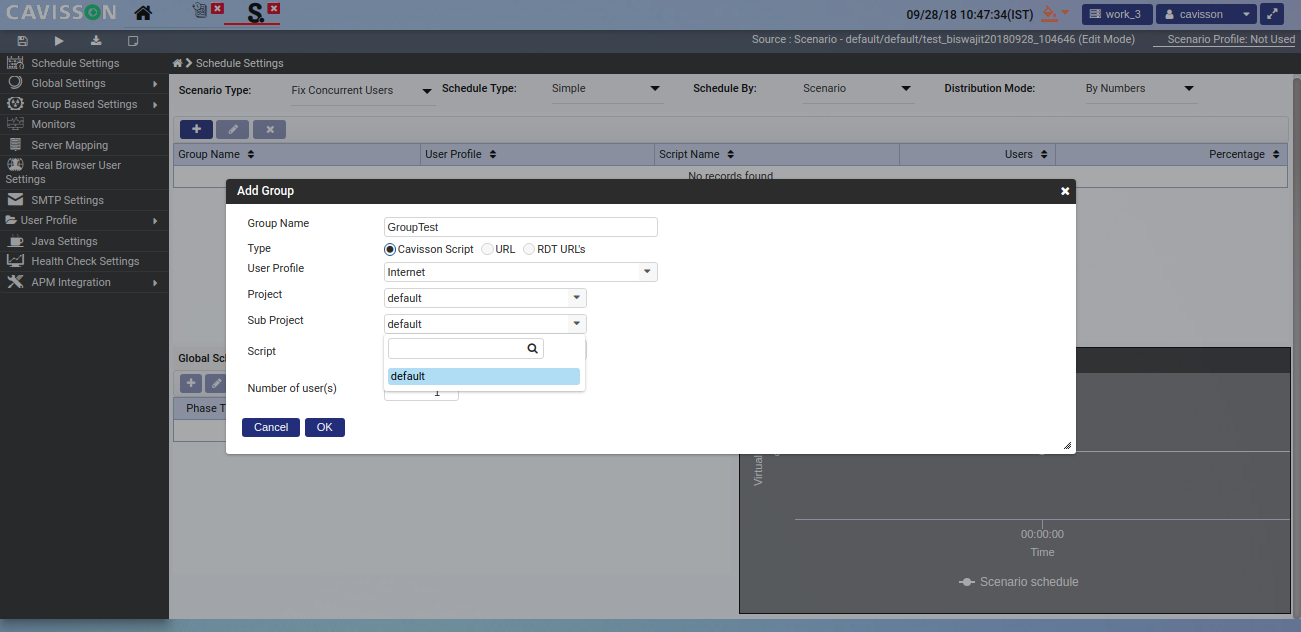 CAVISSON
S.
09/28/18 10:47:34(IST)
work_3
cavisson
Source : Scenario - default/default/test_biswajit20180928_104646 (Edit Mode)
Scenario Profile: Not Used
Schedule Settings
Global Settings
Group Based Settings
Monitors
Server Mapping
Real Browser User
Settings
SMTP Settings
User Profile
Java Settings
Health Check Settings
APM Integration
Schedule Settings
Scenario Type: Fix Concurrent Users Schedule Type: Simple Schedule By: Scenario Distribution Mode: By Numbers
Group Name User Profile Script Name Users Percentage
No records found
Add Group
Group Name GroupTest
Type Cavisson Script URL RDT URL's
User Profile Internet
Project default
Sub Project default
default
Script
Number of user(s) 1
Cancel OK
Global Sc
Phase T
Virtual
00:00:00
Time
Scenario schedule